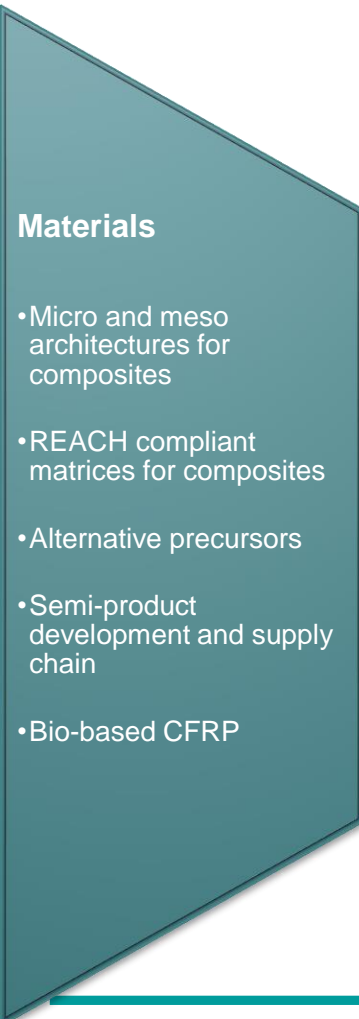 Materials
•Micro and meso
architectures for
composites
•REACH compliant
matrices for composites
•Alternative precursors
•Semi-product
development and supply
chain
•Bio-based CFRP